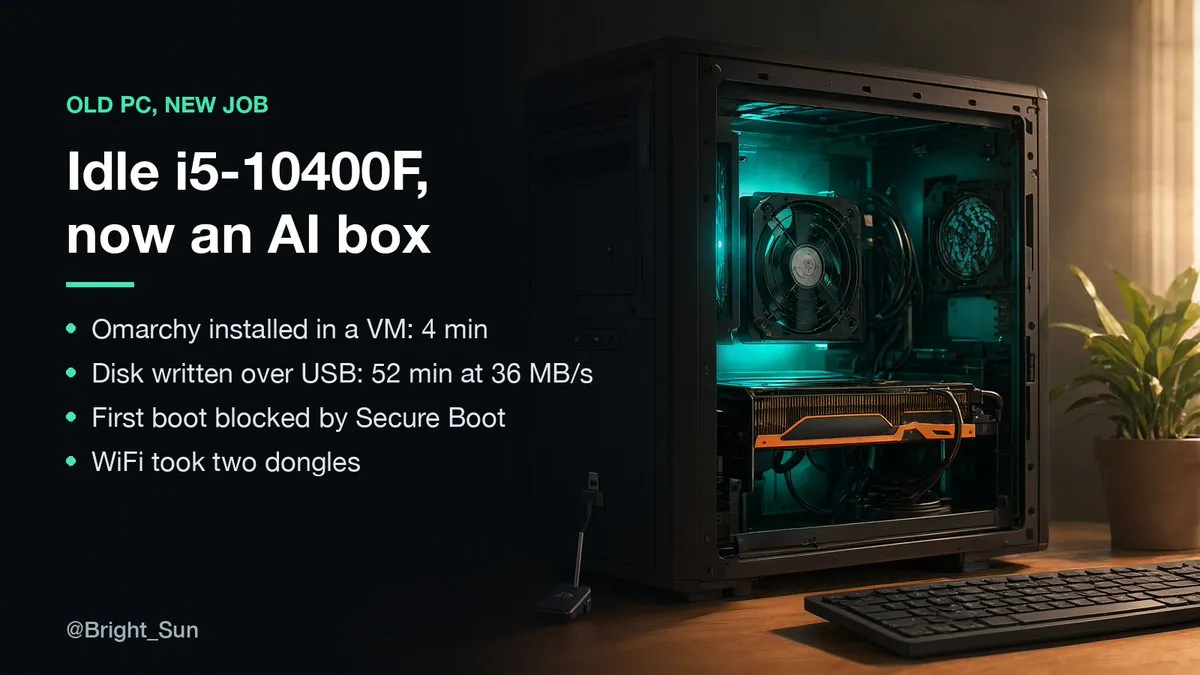 OLD PC, NEW JOB
Idle i5-10400F,
now an AI box
Omarchy installed in a VM: 4 min
Disk written over USB: 52 min at 36 MB/s
First boot blocked by Secure Boot
WiFi took two dongles
@Bright_Sun